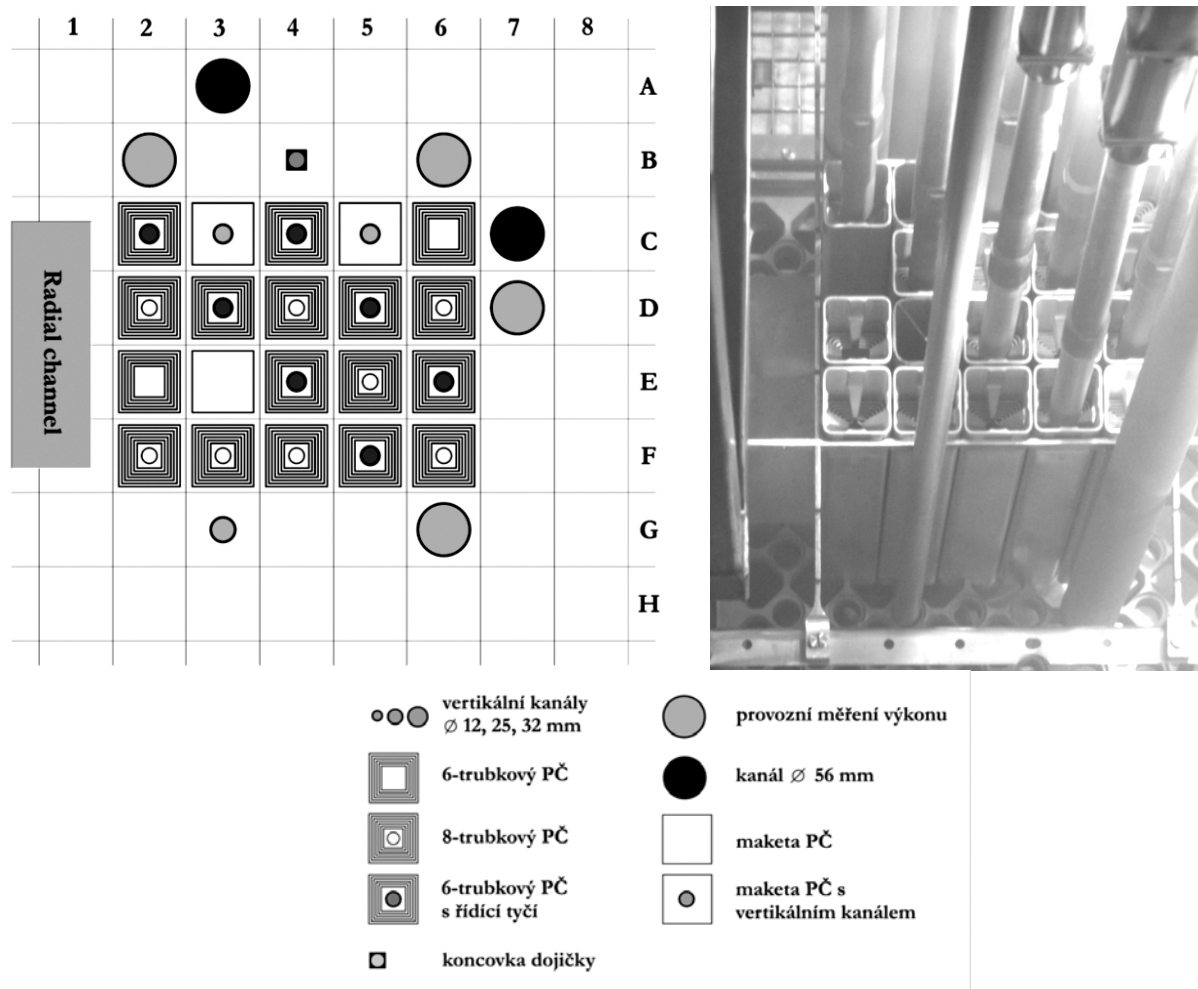 1 2 3 4 5 6 7 8
A
B
C
D
E
F
G
H
Radial channel
vertikální kanály
∅ 12, 25, 32 mm
6-trubkový PČ
8-trubkový PČ
6-trubkový PČ
s řídící tyčí
koncovka dojičky
provozní měření výkonu
kanál ∅ 56 mm
maketa PČ
maketa PČ s
vertikálním kanálem